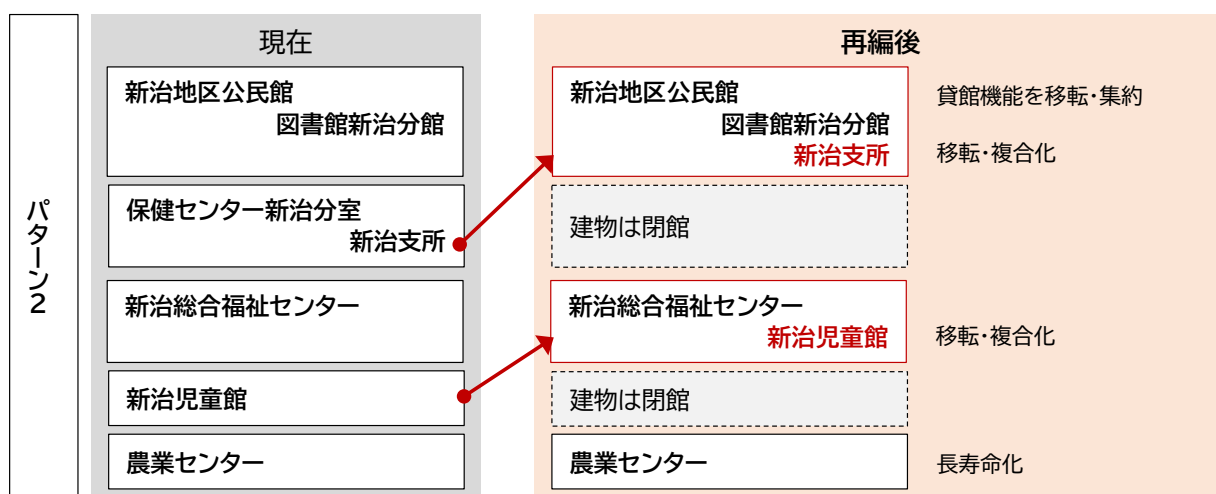 パターン2
現在
再編後
新治地区公民館
図書館新治分館
新治地区公民館
図書館新治分館
新治支所
貸館機能を移転・集約
移転・複合化
保健センター新治分室
新治支所
建物は閉館
新治総合福祉センター
新治総合福祉センター
新治児童館
移転・複合化
新治児童館
建物は閉館
農業センター
農業センター
長寿命化